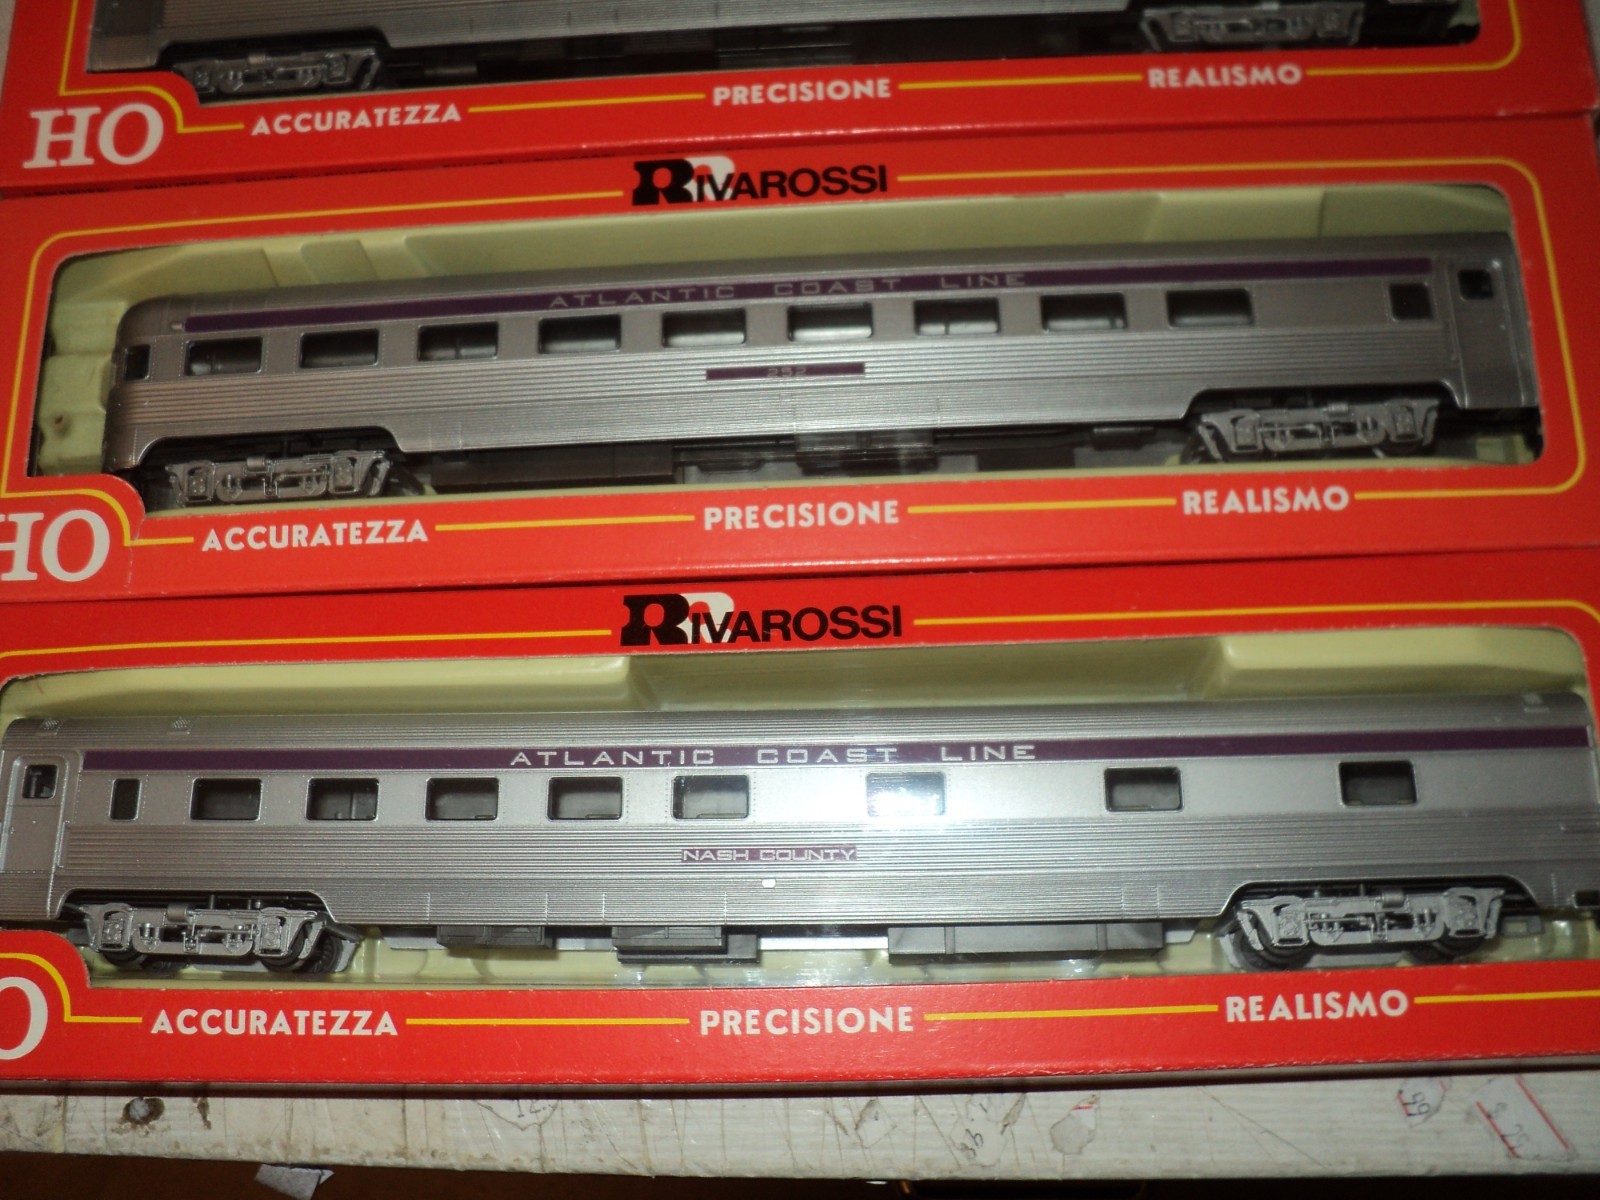 HO ACCURATEZZA PRECISIONE REALISMO
RIVAROSSI
ATLANTIC COAST LINE
252
HO ACCURATEZZA PRECISIONE REALISMO
RIVAROSSI
ATLANTIC COAST LINE
NASH COUNTY
O ACCURATEZZA PRECISIONE REALISMO